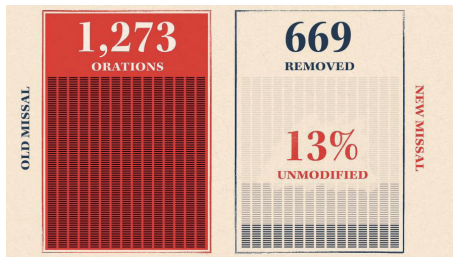 OLD MISSAL
1,273
ORATIONS
669
REMOVED
13%
UNMODIFIED
NEW MISSAL